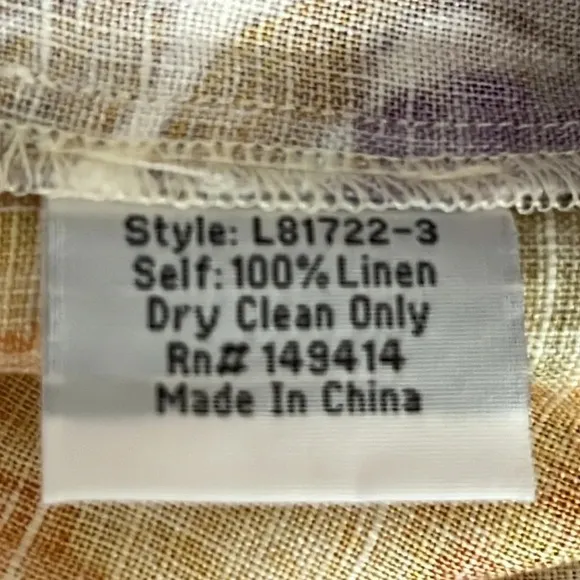 Style: L81722-3
Self: 100% Linen
Dry Clean Only
Rn# 149414
Made In China